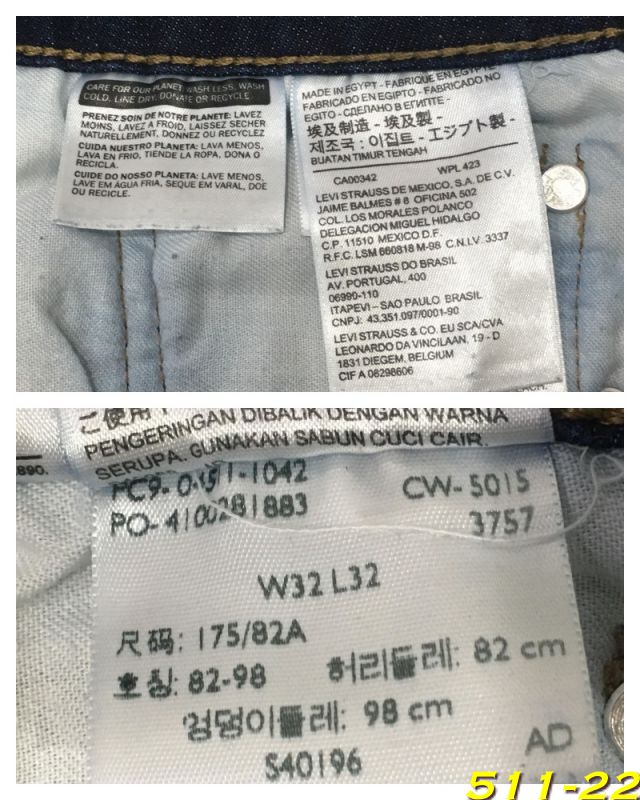 CARE FOR OUR PLANET: WASH LESS, WASH
COLD, LINE DRY, DONATE OR RECYCLE.
PRENEZ SOIN DE NOTRE PLANETE: LAVEZ
MOINS, LAVEZ A FROID, LAISSEZ SECHER
NATURELLEMENT, DONNEZ OU RECYCLEZ
CUIDA NUESTRO PLANETA: LAVA MENOS,
LAVA EN FRIO, TIENDE LA ROPA, DONA O
RECICLA.
CUIDE DO NOSSO PLANETA: LAVE MENOS,
LAVE EM ÁGUA FRIA, SEQUE EM VARAL, DOE
OU RECICLE.
MADE IN EGYPT - FABRIQUE EN EGYPTE -
FABRICADO EN EGIPTO - FABRICADO NO
EGITO - СДЕЛАНО В ЕГИПТЕ -
埃及制造 - 埃及製 -
제조국 : 이집트 - エジプト製 -
BUATAN TIMUR TENGAH
CA00342 WPL 423
LEVI STRAUSS DE MEXICO, S.A. DE C.V.
JAIME BALMES # 8 OFICINA 502
COL. LOS MORALES POLANCO
DELEGACION MIGUEL HIDALGO
C.P. 11510 MEXICO D.F.
R.F.C. LSM 660818 M-98 C.N.I.V. 3337
LEVI STRAUSS DO BRASIL
AV. PORTUGAL, 400
06990-110
ITAPEVI - SAO PAULO BRASIL
CNPJ: 43.351.097/0001-90
LEVI STRAUSS & CO. EU SCA/CVA
LEONARDO DA VINCILAAN, 19 - D
1831 DIEGEM, BELGIUM
CIF A 08298606
890.
ご使用
PENGERINGAN DIBALIK DENGAN WARNA
SERUPA. GUNAKAN SABUN CUCI CAIR.
CW- 5015
PO- 4100281883 3757
W32 L32
尺码: 175/82A
호칭: 82-98 허리둘레: 82 cm
엉덩이둘레: 98 cm
S40196 AD
511-22